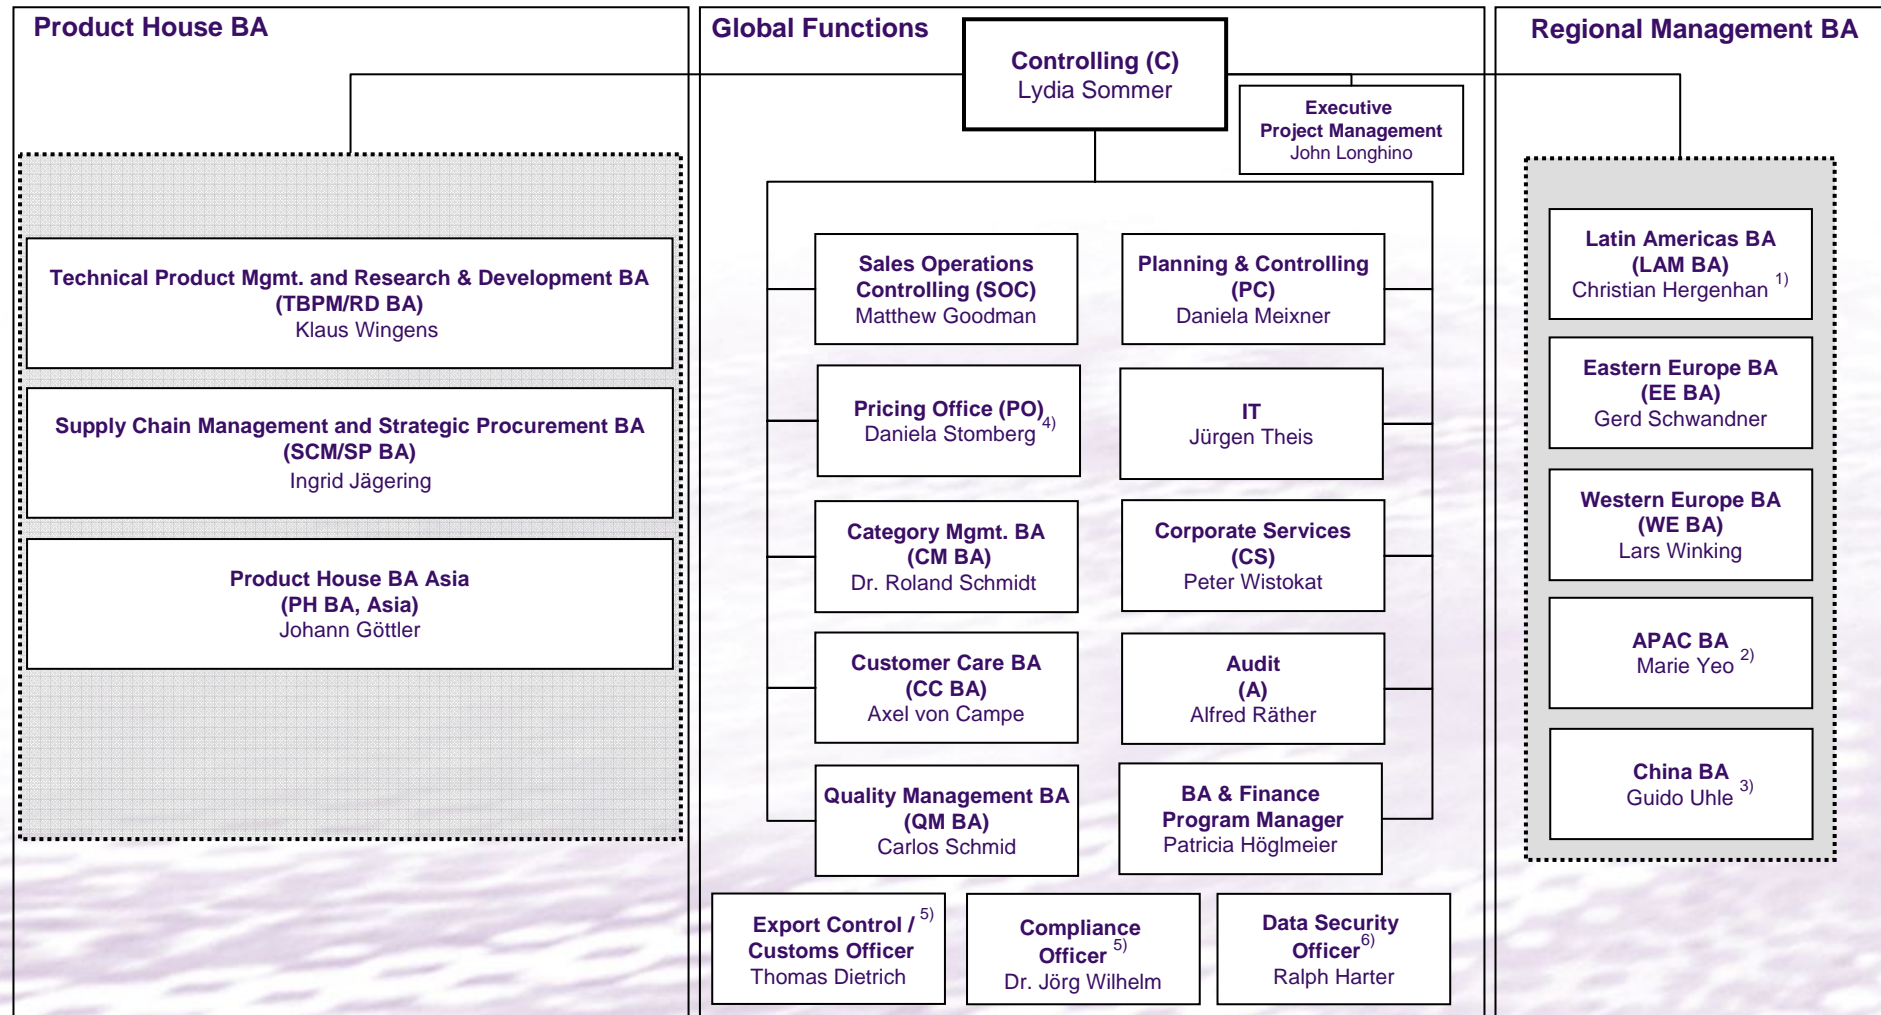 Product House BA
Global Functions
Regional Management BA
Controlling (C)
Lydia Sommer
Executive
Project Management
John Longhino
Technical Product Mgmt. and Research & Development BA
(TBPM/RD BA)
Klaus Wingens
Supply Chain Management and Strategic Procurement BA
(SCM/SP BA)
Ingrid Jägering
Product House BA Asia
(PH BA, Asia)
Johann Göttler
Sales Operations
Controlling (SOC)
Matthew Goodman
Planning & Controlling
(PC)
Daniela Meixner
Pricing Office (PO)
Daniela Stomberg 4)
IT
Jürgen Theis
Category Mgmt. BA
(CM BA)
Dr. Roland Schmidt
Corporate Services
(CS)
Peter Wistokat
Customer Care BA
(CC BA)
Axel von Campe
Audit
(A)
Alfred Räther
Quality Management BA
(QM BA)
Carlos Schmid
BA & Finance
Program Manager
Patricia Höglmeier
Export Control / 5)
Customs Officer
Thomas Dietrich
Compliance
Officer 5)
Dr. Jörg Wilhelm
Data Security
Officer 6)
Ralph Harter
Latin Americas BA
(LAM BA)
Christian Hergenhan 1)
Eastern Europe BA
(EE BA)
Gerd Schwandner
Western Europe BA
(WE BA)
Lars Winking
APAC BA
Marie Yeo 2)
China BA
Guido Uhle 3)